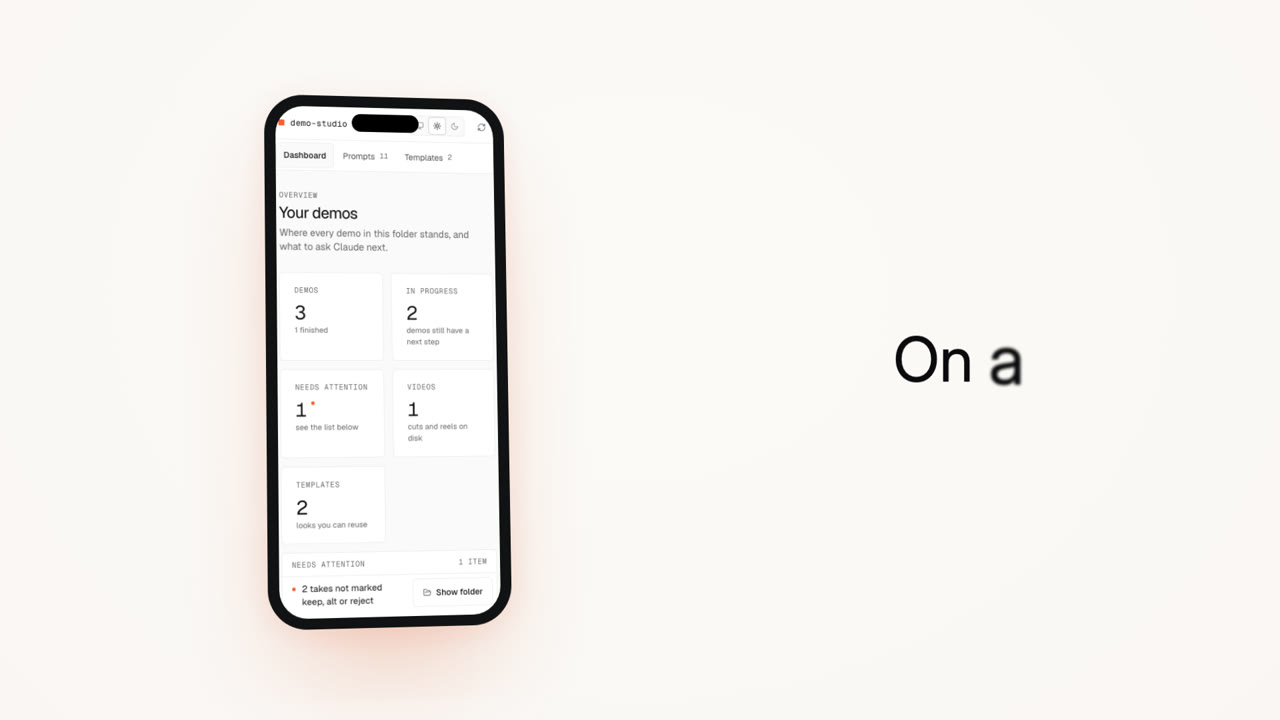 demo-studio
Dashboard Prompts 11 Templates 2
OVERVIEW
Your demos
Where every demo in this folder stands, and
what to ask Claude next.
DEMOS
3
1 finished
IN PROGRESS
2
demos still have a
next step
NEEDS ATTENTION
1
see the list below
VIDEOS
1
cuts and reels on
disk
TEMPLATES
2
looks you can reuse
NEEDS ATTENTION 1 ITEM
2 takes not marked
keep, alt or reject
Show folder
On a